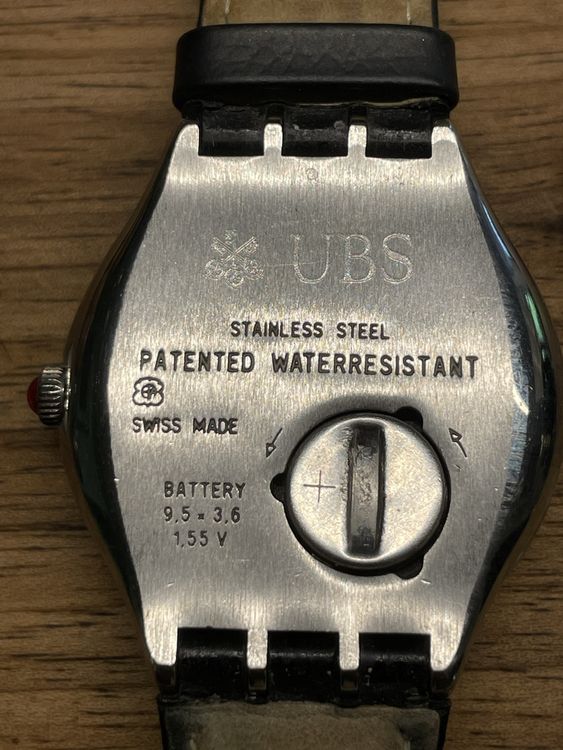 UBS
STAINLESS STEEL
PATENTED WATERRESISTANT
SWISS MADE
BATTERY
9,5 × 3,6
1,55 V
+